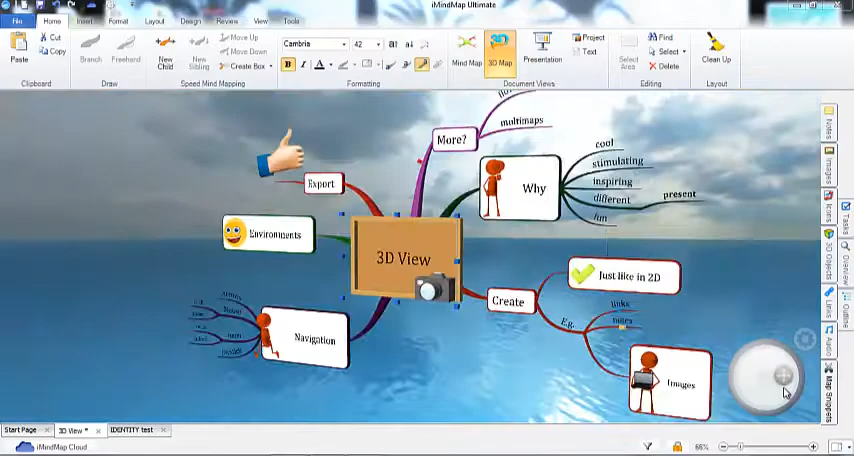 iMindMap Ultimate
File Home Insert Format Layout Design Review View Tools
Paste
Cut
Copy
Clipboard
Branch
Freehand
Draw
New Child
New Sibling
Move Up
Move Down
Create Box
Speed Mind Mapping
Cambria 42
B I A
Formatting
Mind Map
3D Map
Presentation
Project
Text
Document Views
Select Area
Find
Select
Delete
Editing
Clean Up
Layout
More?
multimaps
Why
cool
stimulating
inspiring
different
present
fun
Export
Environments
3D View
Just like in 2D
Create
links
notes
E.g.
Images
Navigation
Notes
Images
Icons
3D Objects
Links
Audio
Map Snippets
Tasks
Overview
Outline
Start Page 3D View * IDENTITY test
iMindMap Cloud
66%